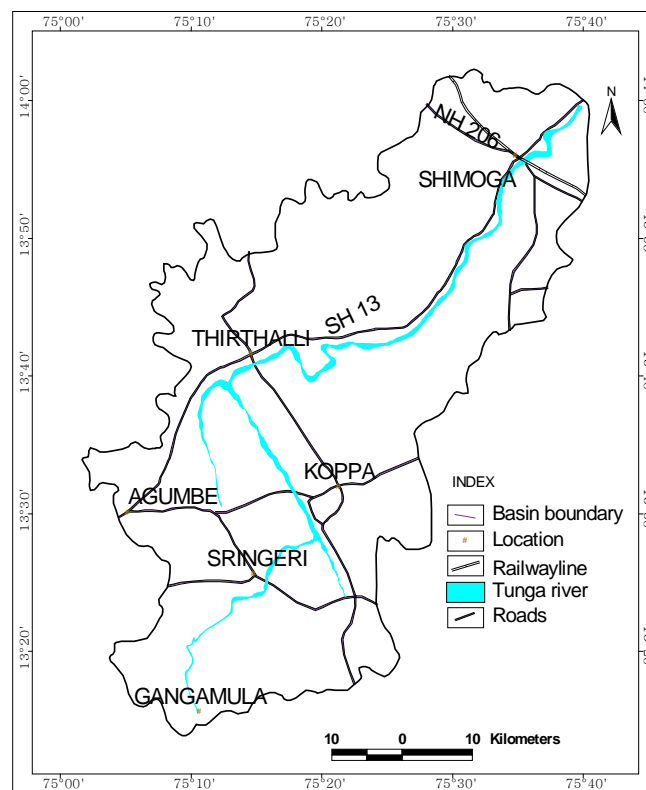 75°00' 75°10' 75°20' 75°30' 75°40'
14°00'
N
NH 206
SHIMOGA
13°50'
SH 13
THIRTHALLI
13°40'
KOPPA
INDEX
AGUMBE
13°30'
Basin boundary
Location
SRINGERI
Railwayline
Tunga river
Roads
13°20'
GANGAMULA
10 0 10 Kilometers
75°00' 75°10' 75°20' 75°30' 75°40'